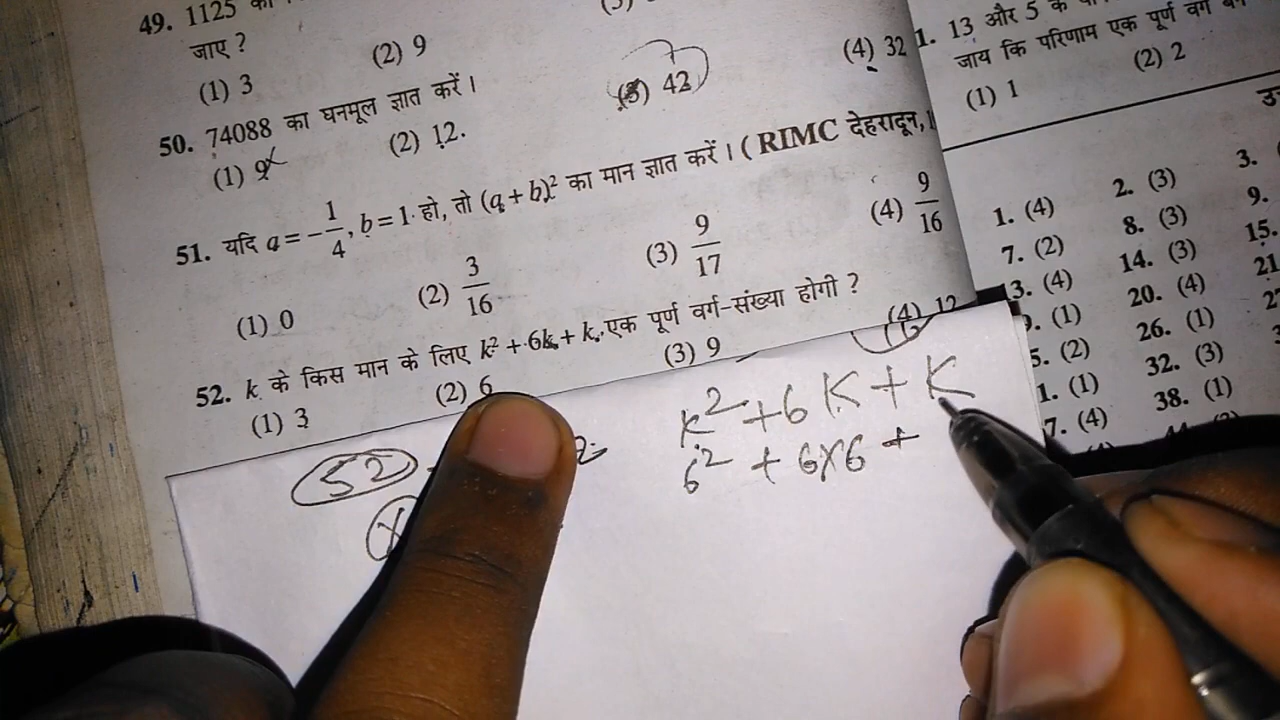 49. 1125
जाए ?
(1) 3 (2) 9
50. 74088 का घनमूल ज्ञात करें।
(1) 9 (2) 12. (3) 42 (4) 32
51. यदि a = -1/4, b = 1 हो, तो (a + b)² का मान ज्ञात करें। (RIMC देहरादून,
(1) 0 (2) 3/16 (3) 9/17 (4) 9/16
52. k के किस मान के लिए k² + 6k + k, एक पूर्ण वर्ग-संख्या होगी ?
(1) 3 (2) 6 (3) 9 (4) 12
52
k² + 6K + K
6² + 6×6 +
1. 13 और 5 के
जाय कि परिणाम एक पूर्ण वर्ग
(1) 1 (2) 2
1. (4) 2. (3) 3.
7. (2) 8. (3) 9.
3. (4) 14. (3) 15.
(1) 20. (4) 21
5. (2) 26. (1)
1. (1) 32. (3)
7. (4) 38. (1)